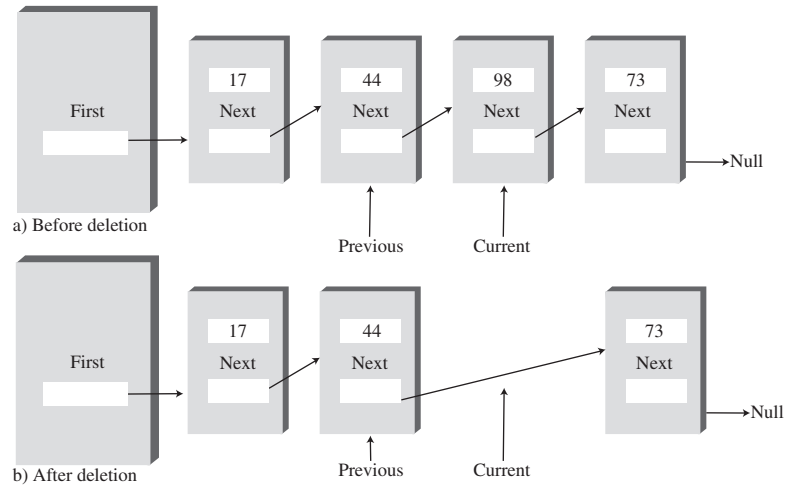 17 44 98 73
First Next Next Next Next
Null
a) Before deletion
Previous Current
17 44 73
First Next Next Next
Null
b) After deletion
Previous Current